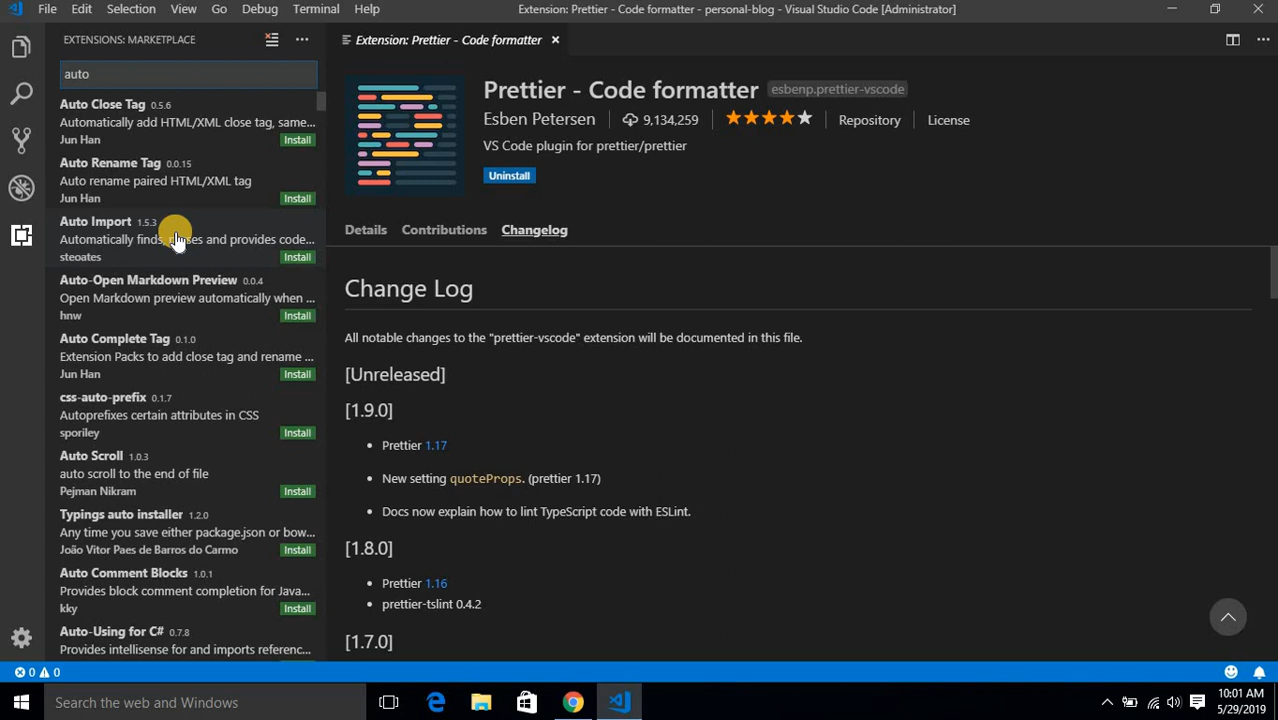 File Edit Selection View Go Debug Terminal Help
Extension: Prettier - Code formatter - personal-blog - Visual Studio Code [Administrator]
EXTENSIONS: MARKETPLACE
auto
Auto Close Tag 0.5.6
Automatically add HTML/XML close tag, same...
Jun Han Install
Auto Rename Tag 0.0.15
Auto rename paired HTML/XML tag
Jun Han Install
Auto Import 1.5.3
Automatically finds, and provides code...
steoates Install
Auto-Open Markdown Preview 0.0.4
Open Markdown preview automatically when ...
hnw Install
Auto Complete Tag 0.1.0
Extension Packs to add close tag and rename ...
Jun Han Install
css-auto-prefix 0.1.7
Autoprefixes certain attributes in CSS
sporiley Install
Auto Scroll 1.0.3
auto scroll to the end of file
Pejman Nikram Install
Typings auto installer 1.2.0
Any time you save either package.json or bow...
João Vitor Paes de Barros do Carmo Install
Auto Comment Blocks 1.0.1
Provides block comment completion for Java...
kky Install
Auto-Using for C# 0.7.8
Provides intellisense for and imports referenc...
Extension: Prettier - Code formatter
Prettier - Code formatter esbenp.prettier-vscode
Esben Petersen 9,134,259 Repository License
VS Code plugin for prettier/prettier
Uninstall
Details Contributions Changelog
Change Log
All notable changes to the "prettier-vscode" extension will be documented in this file.
[Unreleased]
[1.9.0]
• Prettier 1.17
• New setting quoteProps. (prettier 1.17)
• Docs now explain how to lint TypeScript code with ESLint.
[1.8.0]
• Prettier 1.16
• prettier-tslint 0.4.2
[1.7.0]
0 0
Search the web and Windows
10:01 AM
5/29/2019